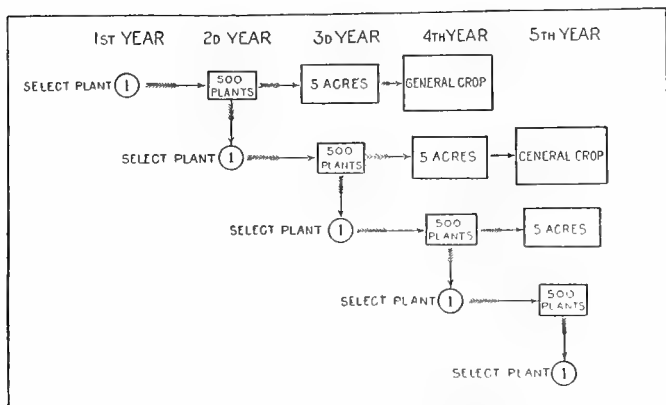 1ST YEAR 2D YEAR 3D YEAR 4TH YEAR 5TH YEAR
SELECT PLANT 1 500 PLANTS 5 ACRES GENERAL CROP
SELECT PLANT 1 500 PLANTS 5 ACRES GENERAL CROP
SELECT PLANT 1 500 PLANTS 5 ACRES
SELECT PLANT 1 500 PLANTS
SELECT PLANT 1